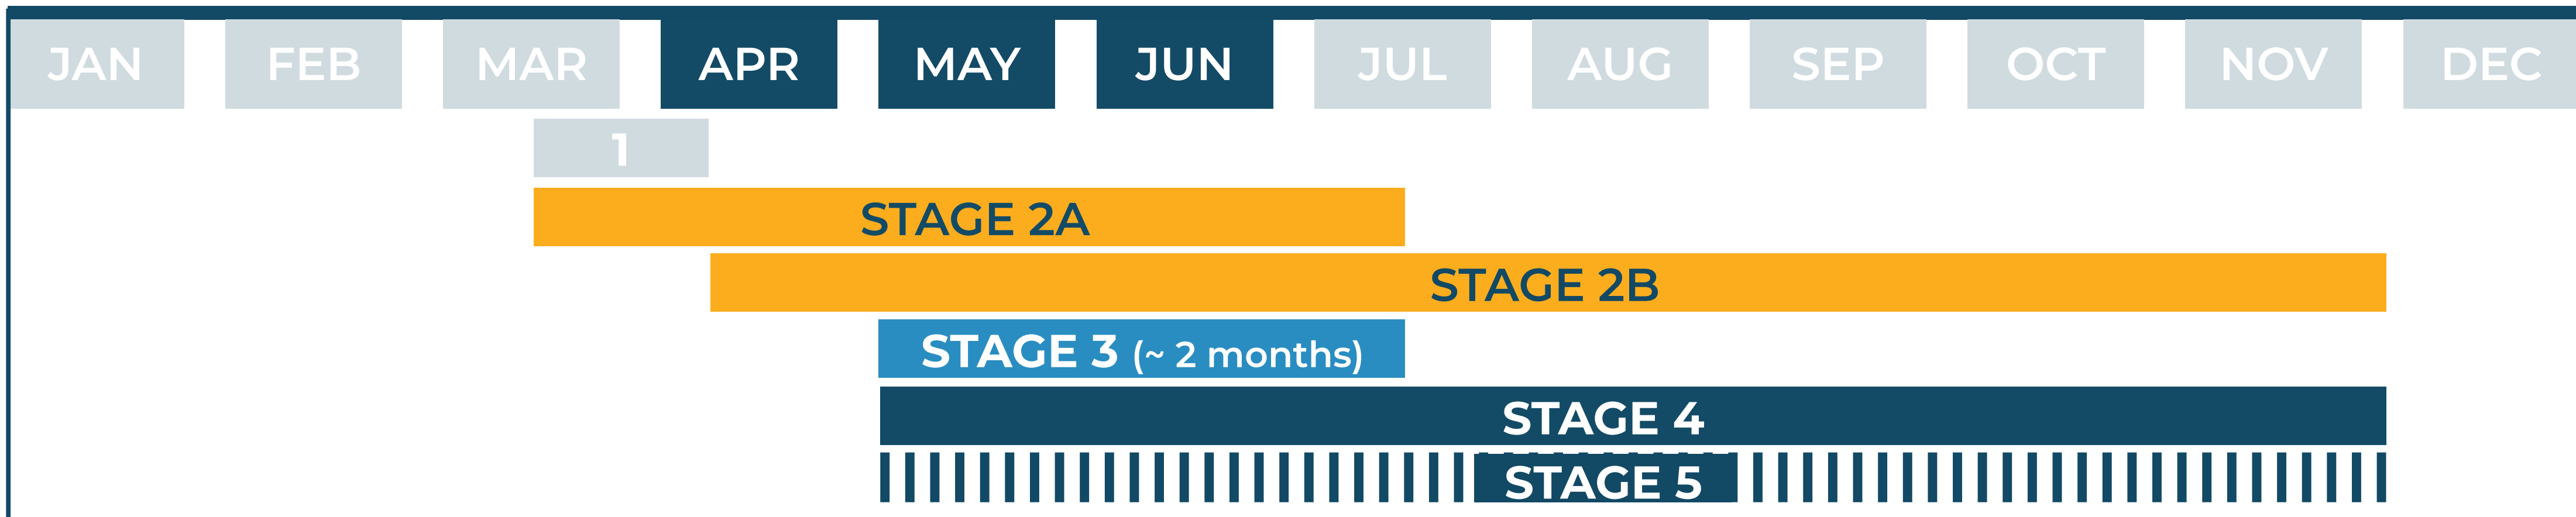 JAN FEB MAR APR MAY JUN JUL AUG SEP OCT NOV DEC
1
STAGE 2A
STAGE 2B
STAGE 3 (~ 2 months)
STAGE 4
STAGE 5